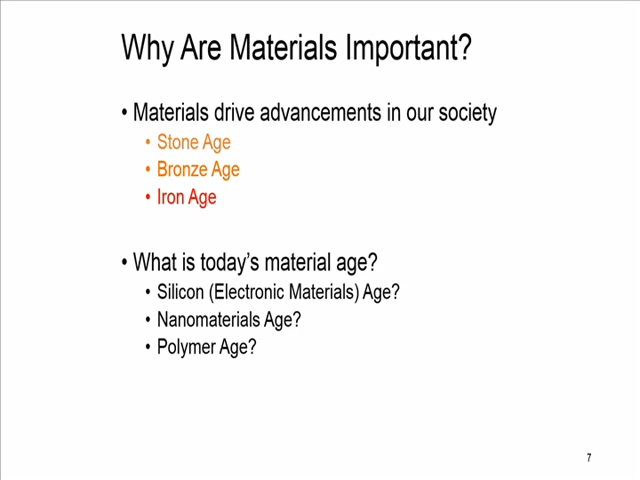 Why Are Materials Important?
• Materials drive advancements in our society
• Stone Age
• Bronze Age
• Iron Age
• What is today's material age?
• Silicon (Electronic Materials) Age?
• Nanomaterials Age?
• Polymer Age?
7